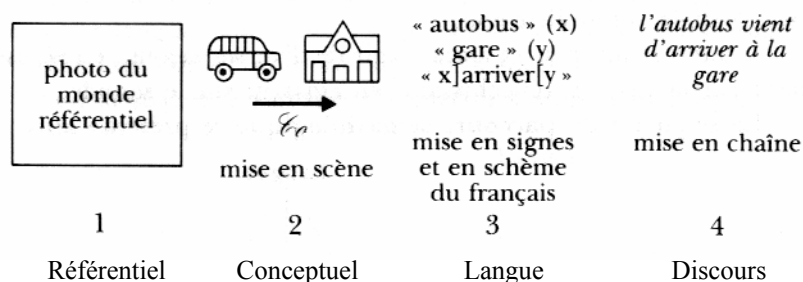 photo du
monde
référentiel
mise en scène
« autobus » (x)
« gare » (y)
« x]arriver[y »
mise en signes
et en schème
du français
l'autobus vient
d'arriver à la
gare
mise en chaîne
1
2
3
4
Référentiel
Conceptuel
Langue
Discours